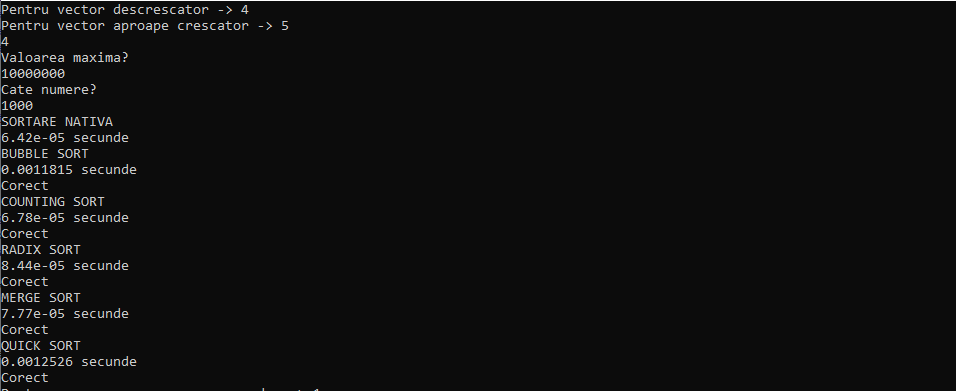 Pentru vector descrescator -> 4
Pentru vector aproape crescator -> 5
4
Valoarea maxima?
10000000
Cate numere?
1000
SORTARE NATIVA
6.42e-05 secunde
BUBBLE SORT
0.0011815 secunde
Corect
COUNTING SORT
6.78e-05 secunde
Corect
RADIX SORT
8.44e-05 secunde
Corect
MERGE SORT
7.77e-05 secunde
Corect
QUICK SORT
0.0012526 secunde
Corect